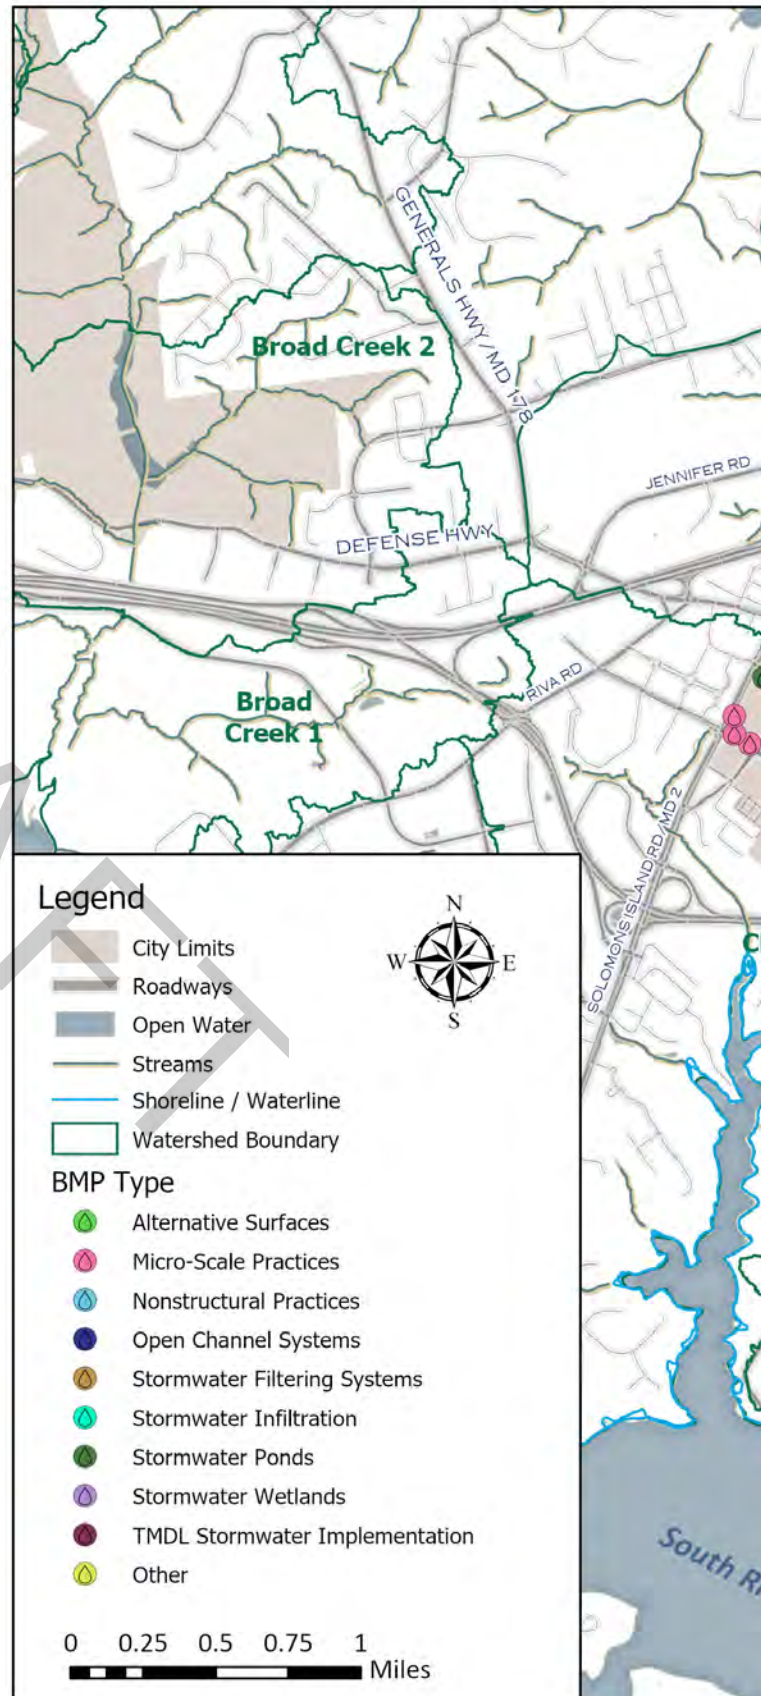 GENERALS HWY / MD 178
Broad Creek 2
JENNIFER RD
DEFENSE HWY
RIVA RD
Broad
Creek 1
SOLOMONS ISLAND RD/MD 2
Legend
N
W E
S
City Limits
Roadways
Open Water
Streams
Shoreline / Waterline
Watershed Boundary
BMP Type
Alternative Surfaces
Micro-Scale Practices
Nonstructural Practices
Open Channel Systems
Stormwater Filtering Systems
Stormwater Infiltration
Stormwater Ponds
Stormwater Wetlands
TMDL Stormwater Implementation
Other
South
0 0.25 0.5 0.75 1
Miles